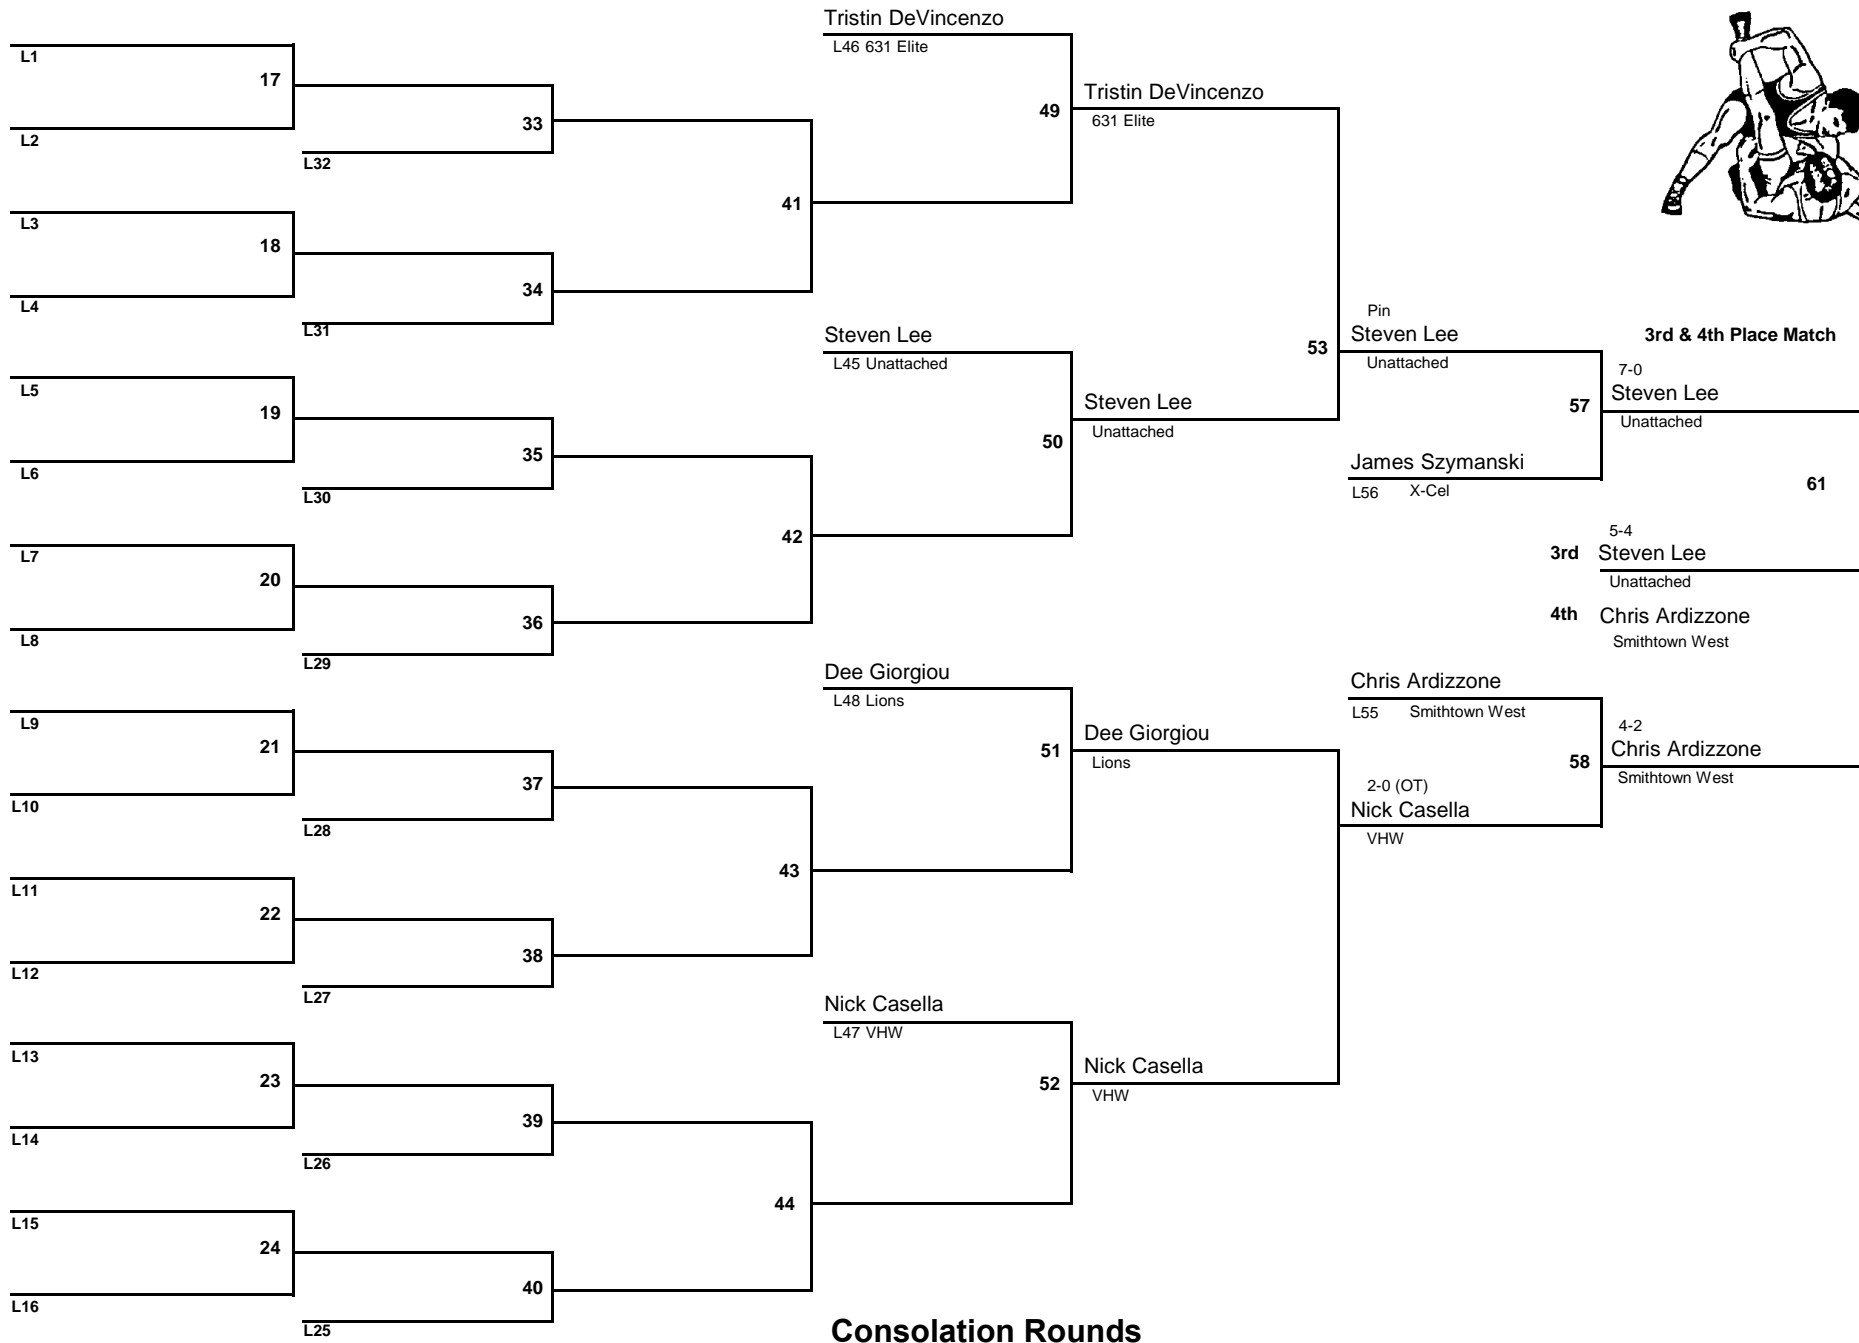 L1
17
L2
33
L32
L3
18
L4
34
L31
41
L5
19
L6
35
L30
L7
20
L8
36
L29
42
L9
21
L10
37
L28
L11
22
L12
38
L27
43
L13
23
L14
39
L26
L15
24
L16
40
L25
44
Tristin DeVincenzo
L46 631 Elite
49
Tristin DeVincenzo
631 Elite
Steven Lee
L45 Unattached
50
Steven Lee
Unattached
53
Dee Giorgiou
L48 Lions
51
Dee Giorgiou
Lions
Nick Casella
L47 VHW
52
Nick Casella
VHW
Pin
Steven Lee
Unattached
57
James Szymanski
L56 X-Cel
3rd & 4th Place Match
7-0
Steven Lee
Unattached
61
5-4
3rd Steven Lee
Unattached
4th Chris Ardizzone
Smithtown West
Chris Ardizzone
L55 Smithtown West
58
2-0 (OT)
Nick Casella
VHW
4-2
Chris Ardizzone
Smithtown West
Consolation Rounds